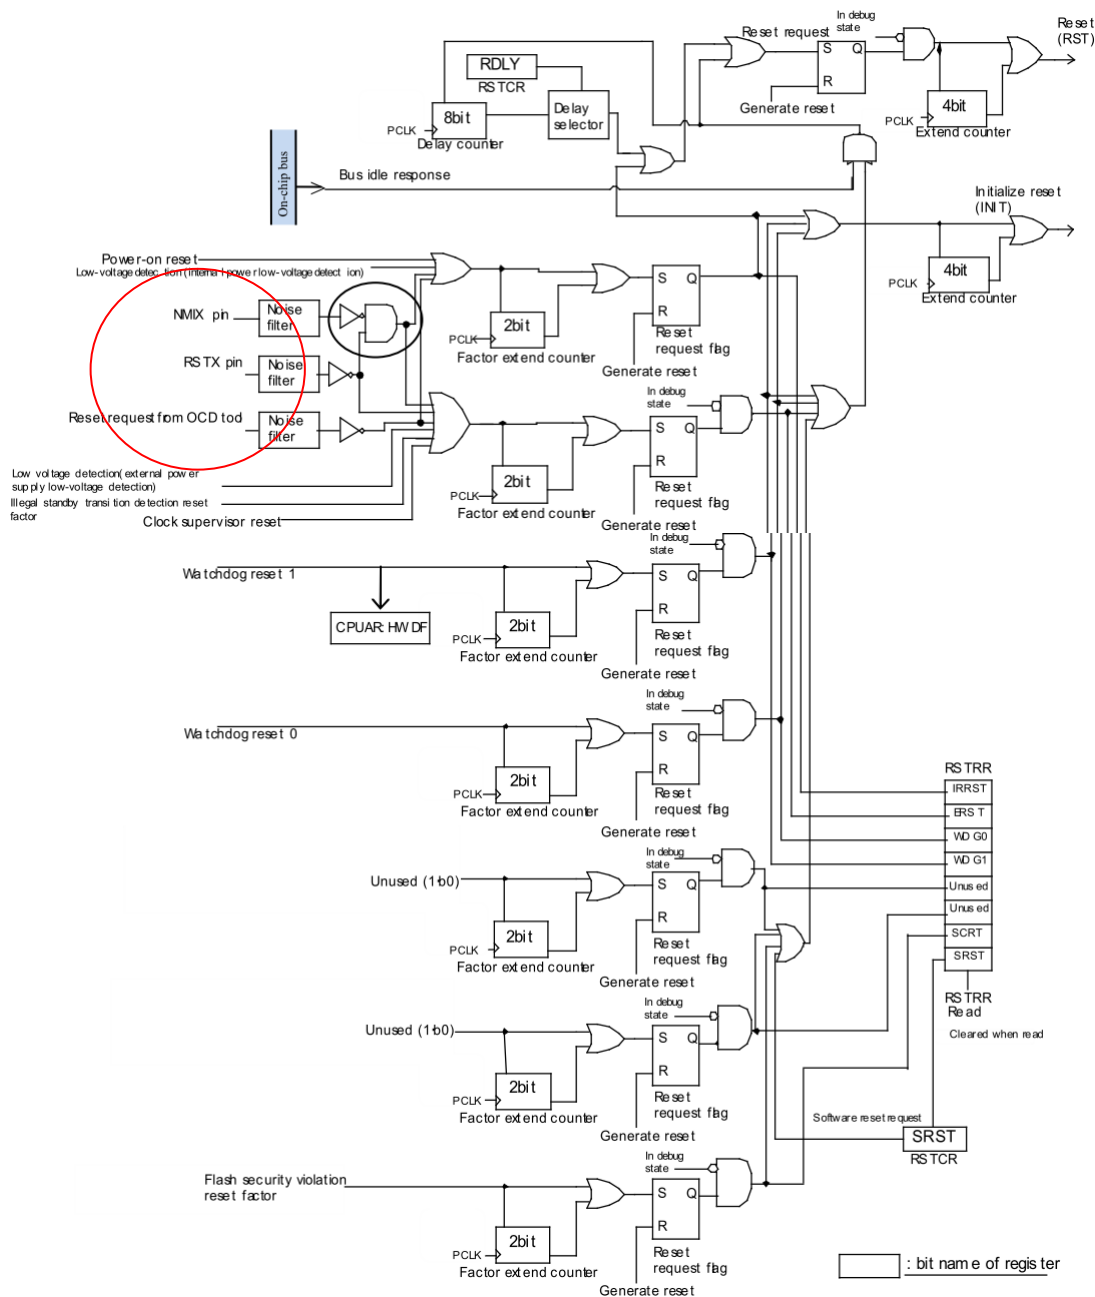 In debug
state
Reset
(RST)
Reset request
S
Q
R
RDLY
RSTCR
8bit
PCLK
Delay counter
Delay
selector
Generate reset
4bit
PCLK
Extend counter
On-chip bus
Bus idle response
Initialize reset
(INIT)
Power-on reset
Low-voltage detection (Internal power low-voltage detection)
4bit
PCLK
Extend counter
NMIX pin
Noise
filter
2bit
PCLK
Factor extend counter
S
Q
R
Reset
request flag
Generate reset
RSTX pin
Noise
filter
In debug
state
Reset request from OCD tool
Noise
filter
S
Q
R
Low voltage detection(external power
supply low-voltage detection)
2bit
PCLK
Factor extend counter
Reset
request flag
Generate reset
Illegal standby transition detection reset
factor
Clock supervisor reset
In debug
state
Watchdog reset 1
S
Q
R
CPUAR:HWDF
2bit
PCLK
Factor extend counter
Reset
request flag
Generate reset
In debug
state
Watchdog reset 0
S
Q
R
2bit
PCLK
Factor extend counter
Reset
request flag
Generate reset
RSTRR
IRRST
ERST
WDG0
WDG1
Unused
Unused
SCRT
SRST
RSTRR
Read
Cleared when read
In debug
state
Unused (1'b0)
S
Q
R
2bit
PCLK
Factor extend counter
Reset
request flag
Generate reset
In debug
state
Unused (1'b0)
S
Q
R
2bit
PCLK
Factor extend counter
Reset
request flag
Generate reset
Software reset request
SRST
RSTCR
In debug
state
Flash security violation
reset factor
S
Q
R
2bit
PCLK
Factor extend counter
Reset
request flag
Generate reset
: bit name of register